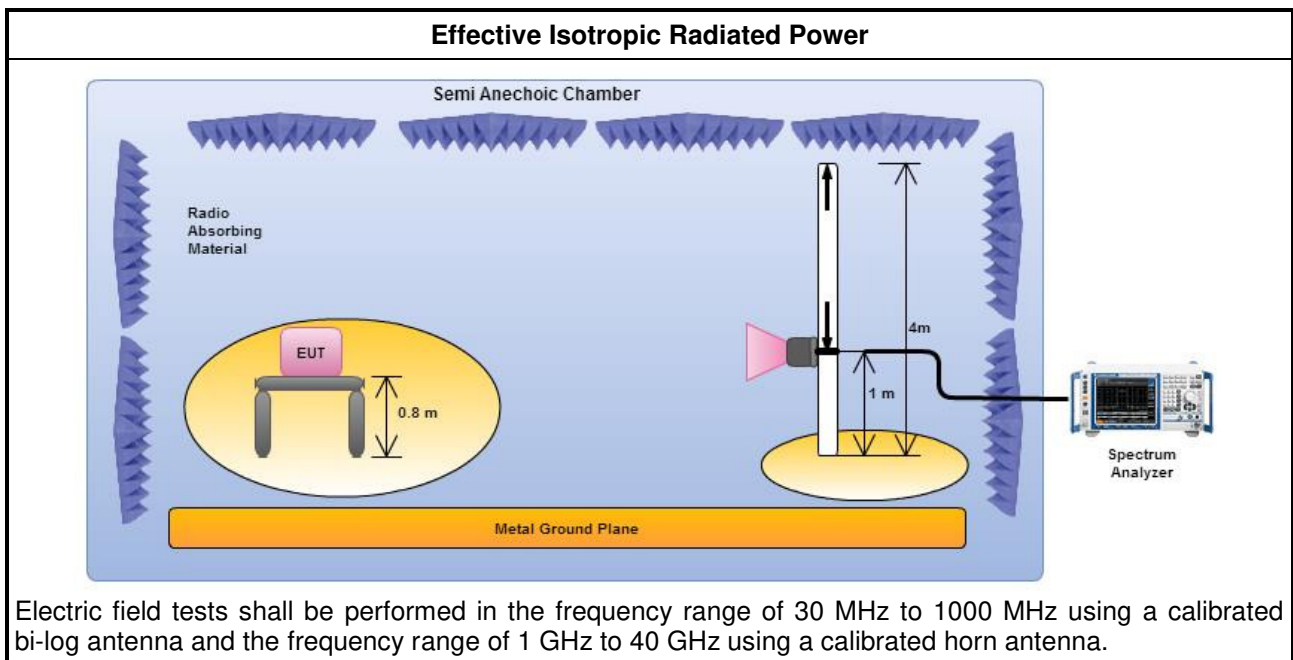 Effective Isotropic Radiated Power
Semi Anechoic Chamber
Radio
Absorbing
Material
EUT
0.8 m
4m
1 m
Spectrum
Analyzer
Metal Ground Plane
Electric field tests shall be performed in the frequency range of 30 MHz to 1000 MHz using a calibrated
bi-log antenna and the frequency range of 1 GHz to 40 GHz using a calibrated horn antenna.